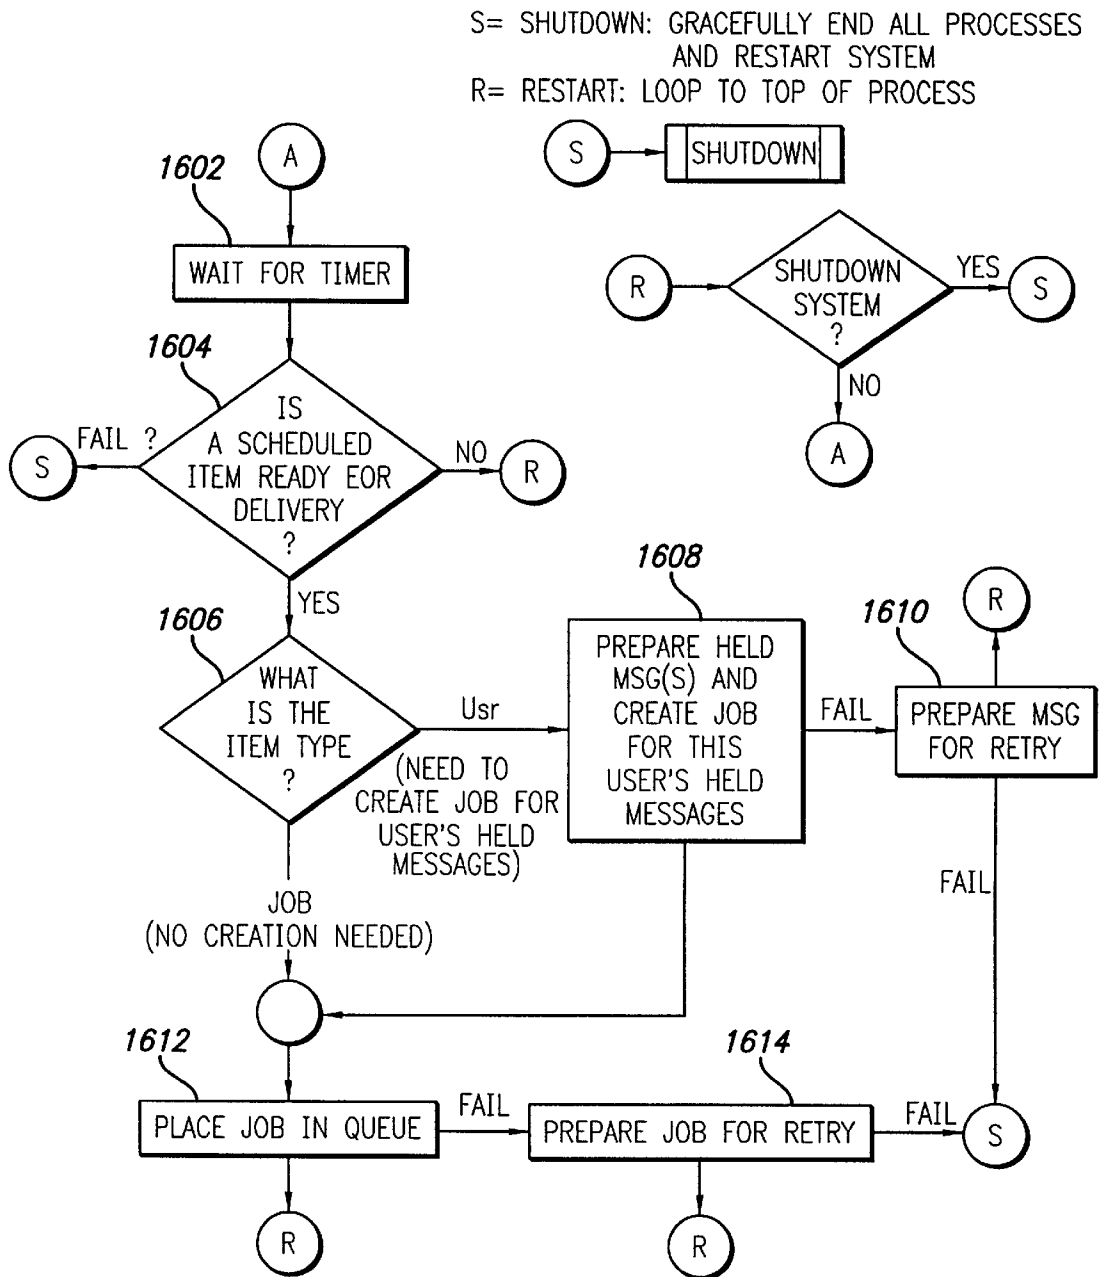 S= SHUTDOWN: GRACEFULLY END ALL PROCESSES
AND RESTART SYSTEM
R= RESTART: LOOP TO TOP OF PROCESS
S
SHUTDOWN
A
1602
WAIT FOR TIMER
R
SHUTDOWN
SYSTEM
?
YES
S
NO
A
1604
IS
A SCHEDULED
ITEM READY EOR
DELIVERY
?
FAIL ?
S
NO
R
YES
1606
WHAT
IS THE
ITEM TYPE
?
Usr
(NEED TO
CREATE JOB FOR
USER'S HELD
MESSAGES)
1608
PREPARE HELD
MSG(S) AND
CREATE JOB
FOR THIS
USER'S HELD
MESSAGES
FAIL
1610
R
PREPARE MSG
FOR RETRY
FAIL
JOB
(NO CREATION NEEDED)
1612
PLACE JOB IN QUEUE
FAIL
1614
PREPARE JOB FOR RETRY
FAIL
S
R
R